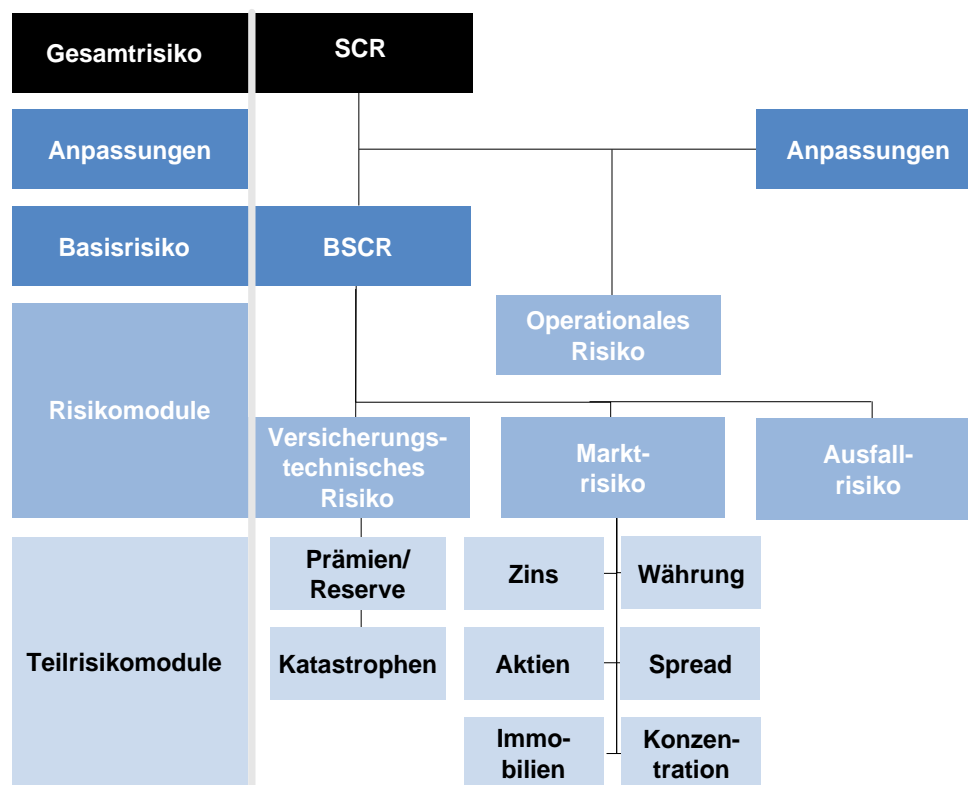 Gesamtrisiko
SCR
Anpassungen
Anpassungen
Basisrisiko
BSCR
Operationales
Risiko
Risikomodule
Versicherungs-
technisches
Risiko
Markt-
risiko
Ausfall-
risiko
Teilrisikomodule
Prämien/
Reserve
Zins
Währung
Katastrophen
Aktien
Spread
Immo-
bilien
Konzen-
tration